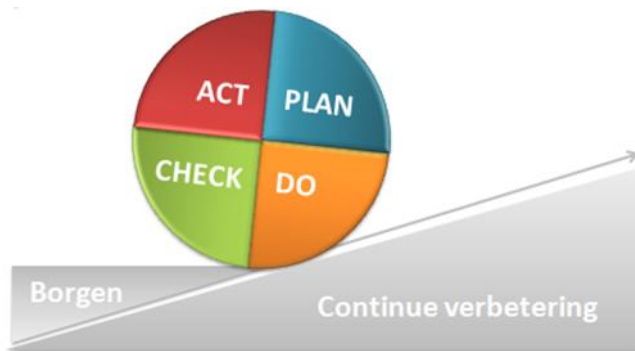 ACT
PLAN
CHECK
DO
Borgen
Continue verbetering